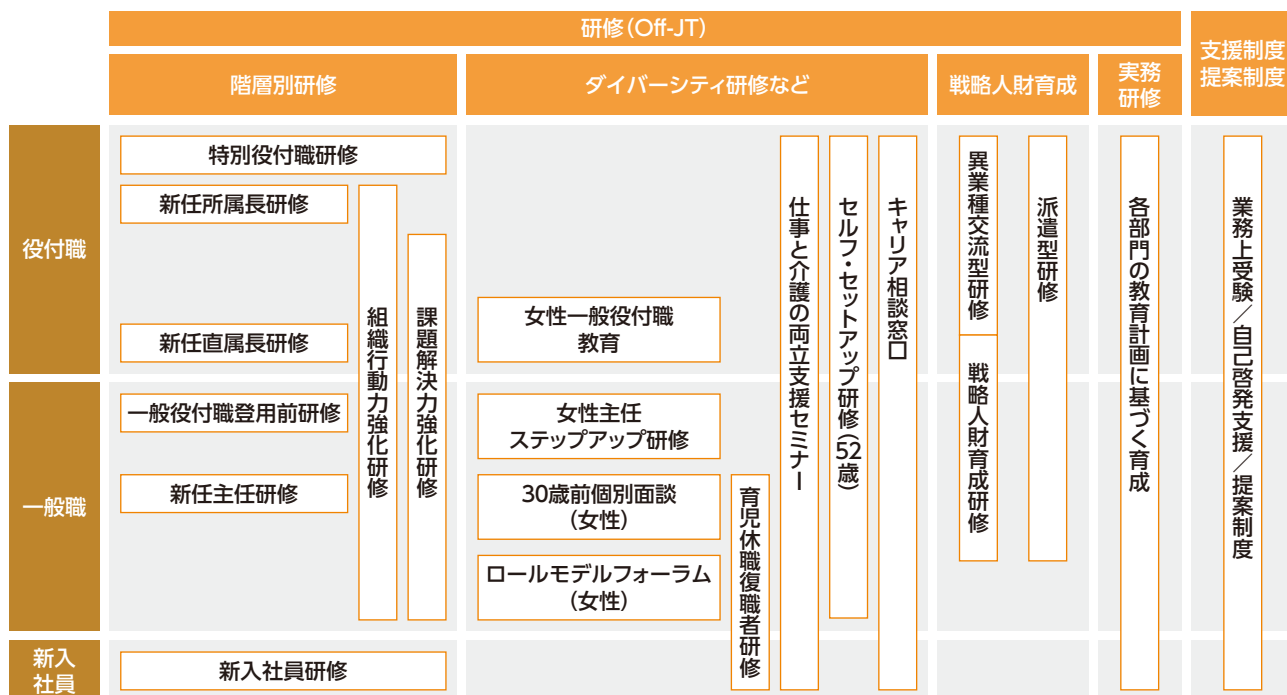 研修(Off-JT)
支援制度
提案制度
階層別研修
ダイバーシティ研修など
戦略人財育成
実務
研修
役付職
特別役付職研修
新任所属長研修
新任直属長研修
組織行動力強化研修
課題解決力強化研修
女性一般役付職
教育
仕事と介護の両立支援セミナー
セルフ・セットアップ研修(52歳)
キャリア相談窓口
異業種交流型研修
派遣型研修
各部門の教育計画に基づく育成
業務上受験/自己啓発支援/提案制度
一般職
一般役付職登用前研修
新任主任研修
女性主任
ステップアップ研修
30歳前個別面談
(女性)
ロールモデルフォーラム
(女性)
育児休職復職者研修
戦略人財育成研修
新入
社員
新入社員研修